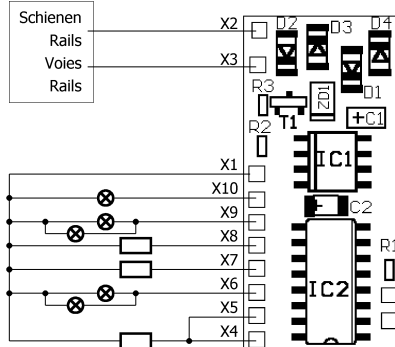 Schienen
Rails
Voies
Rails
X2
X3
D2
D3
D4
D1
R3
ZD1
T1
+C1
R2
IC1
X1
X10
X9
X8
X7
X6
X5
X4
+
C2
IC2